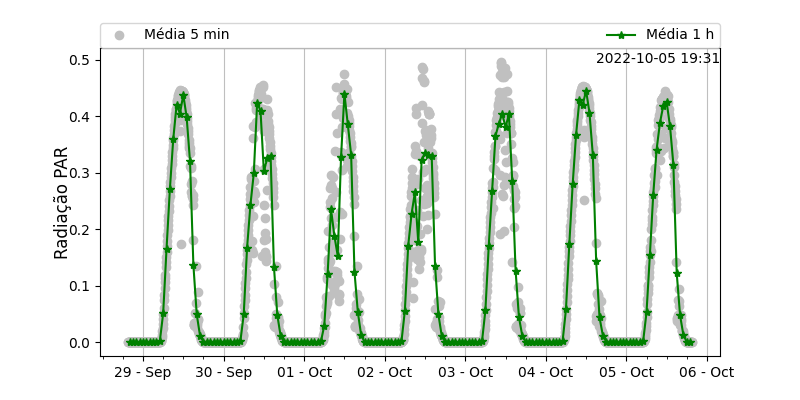 Média 5 min
Média 1 h
2022-10-05 19:31
Radiação PAR
0.5
0.4
0.3
0.2
0.1
0.0
29 - Sep
30 - Sep
01 - Oct
02 - Oct
03 - Oct
04 - Oct
05 - Oct
06 - Oct